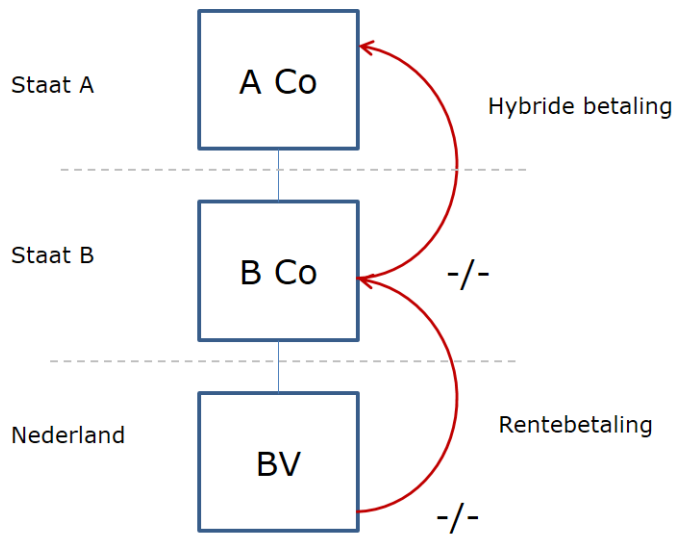 Staat A
A Co
Hybride betaling
Staat B
B Co
-/-
Nederland
BV
Rentebetaling
-/-